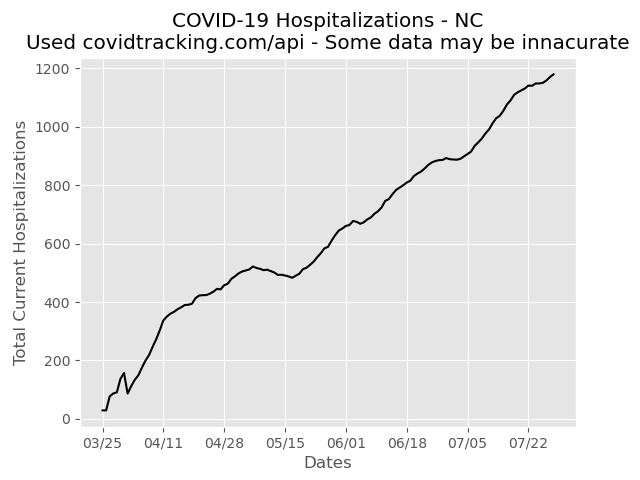 COVID-19 Hospitalizations - NC
Used covidtracking.com/api - Some data may be innacurate
1200
1000
800
600
400
200
0
Total Current Hospitalizations
03/25 04/11 04/28 05/15 06/01 06/18 07/05 07/22
Dates